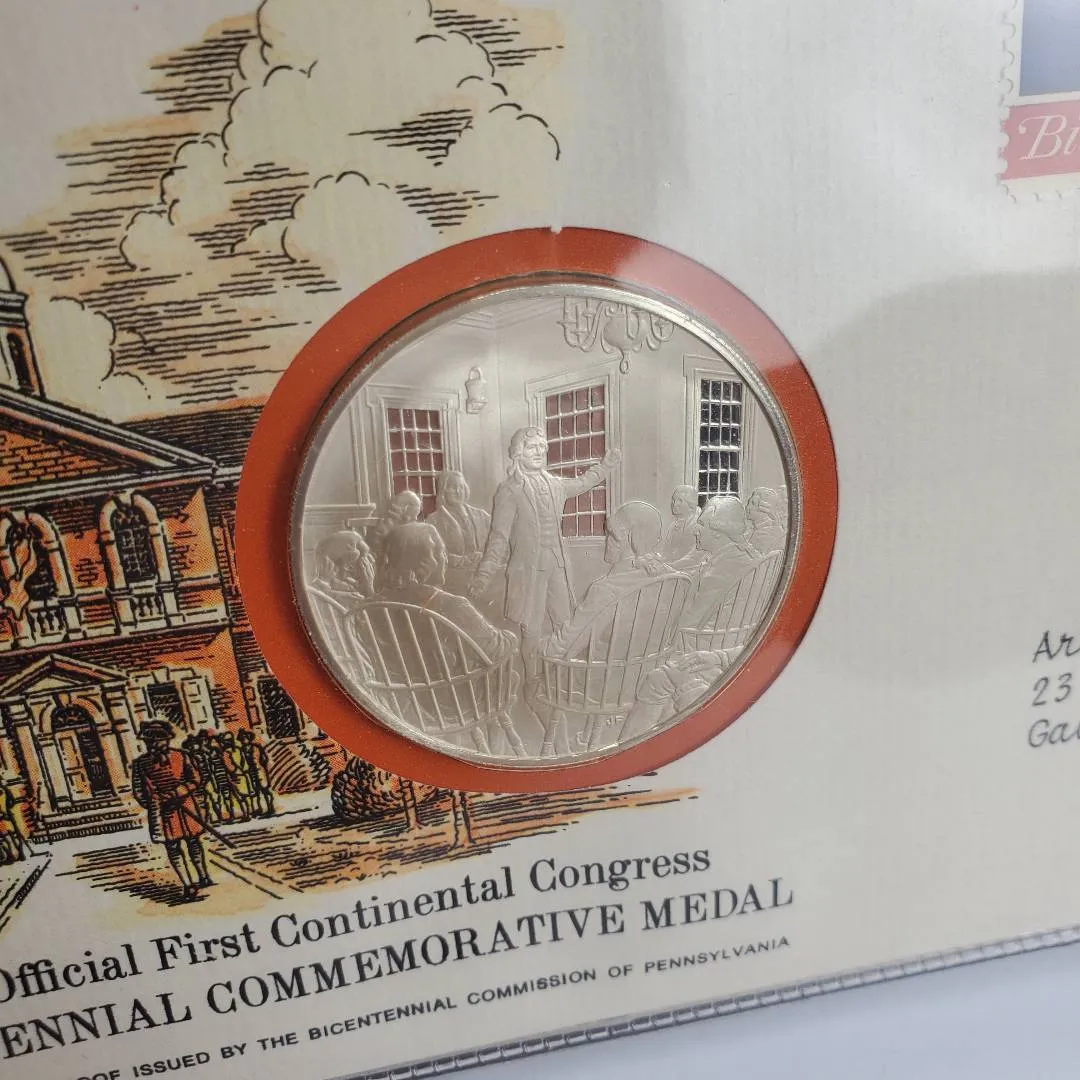 Bi
Ar
23
Ga
Official First Continental Congress
ENNIAL COMMEMORATIVE MEDAL
OOF ISSUED BY THE BICENTENNIAL COMMISSION OF PENNSYLVANIA
JF